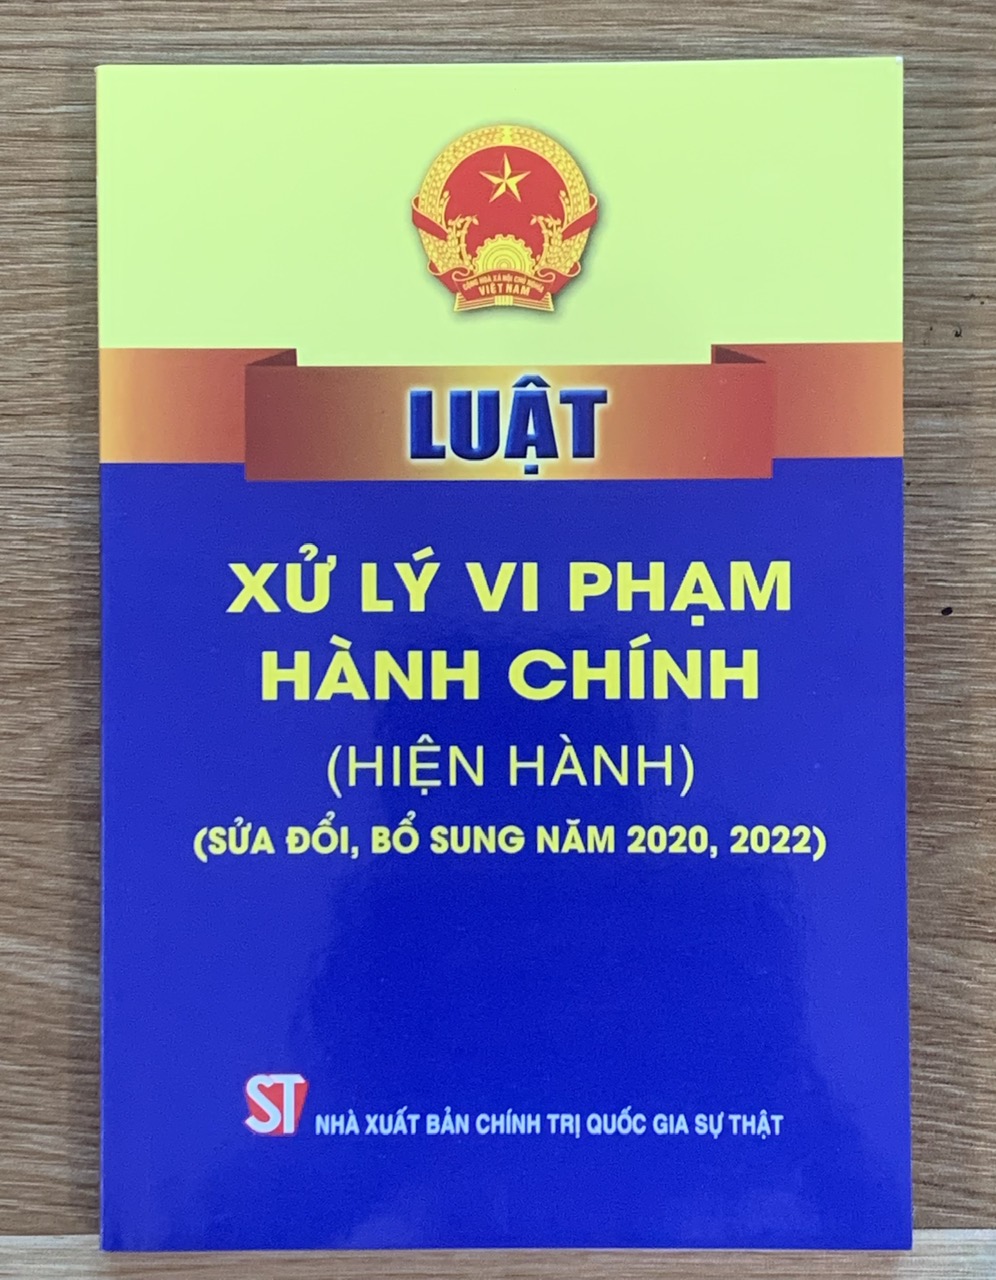 CỘNG HÒA XÃ HỘI CHỦ NGHĨA
VIỆT NAM
LUẬT
XỬ LÝ VI PHẠM
HÀNH CHÍNH
(HIỆN HÀNH)
(SỬA ĐỔI, BỔ SUNG NĂM 2020, 2022)
ST NHÀ XUẤT BẢN CHÍNH TRỊ QUỐC GIA SỰ THẬT